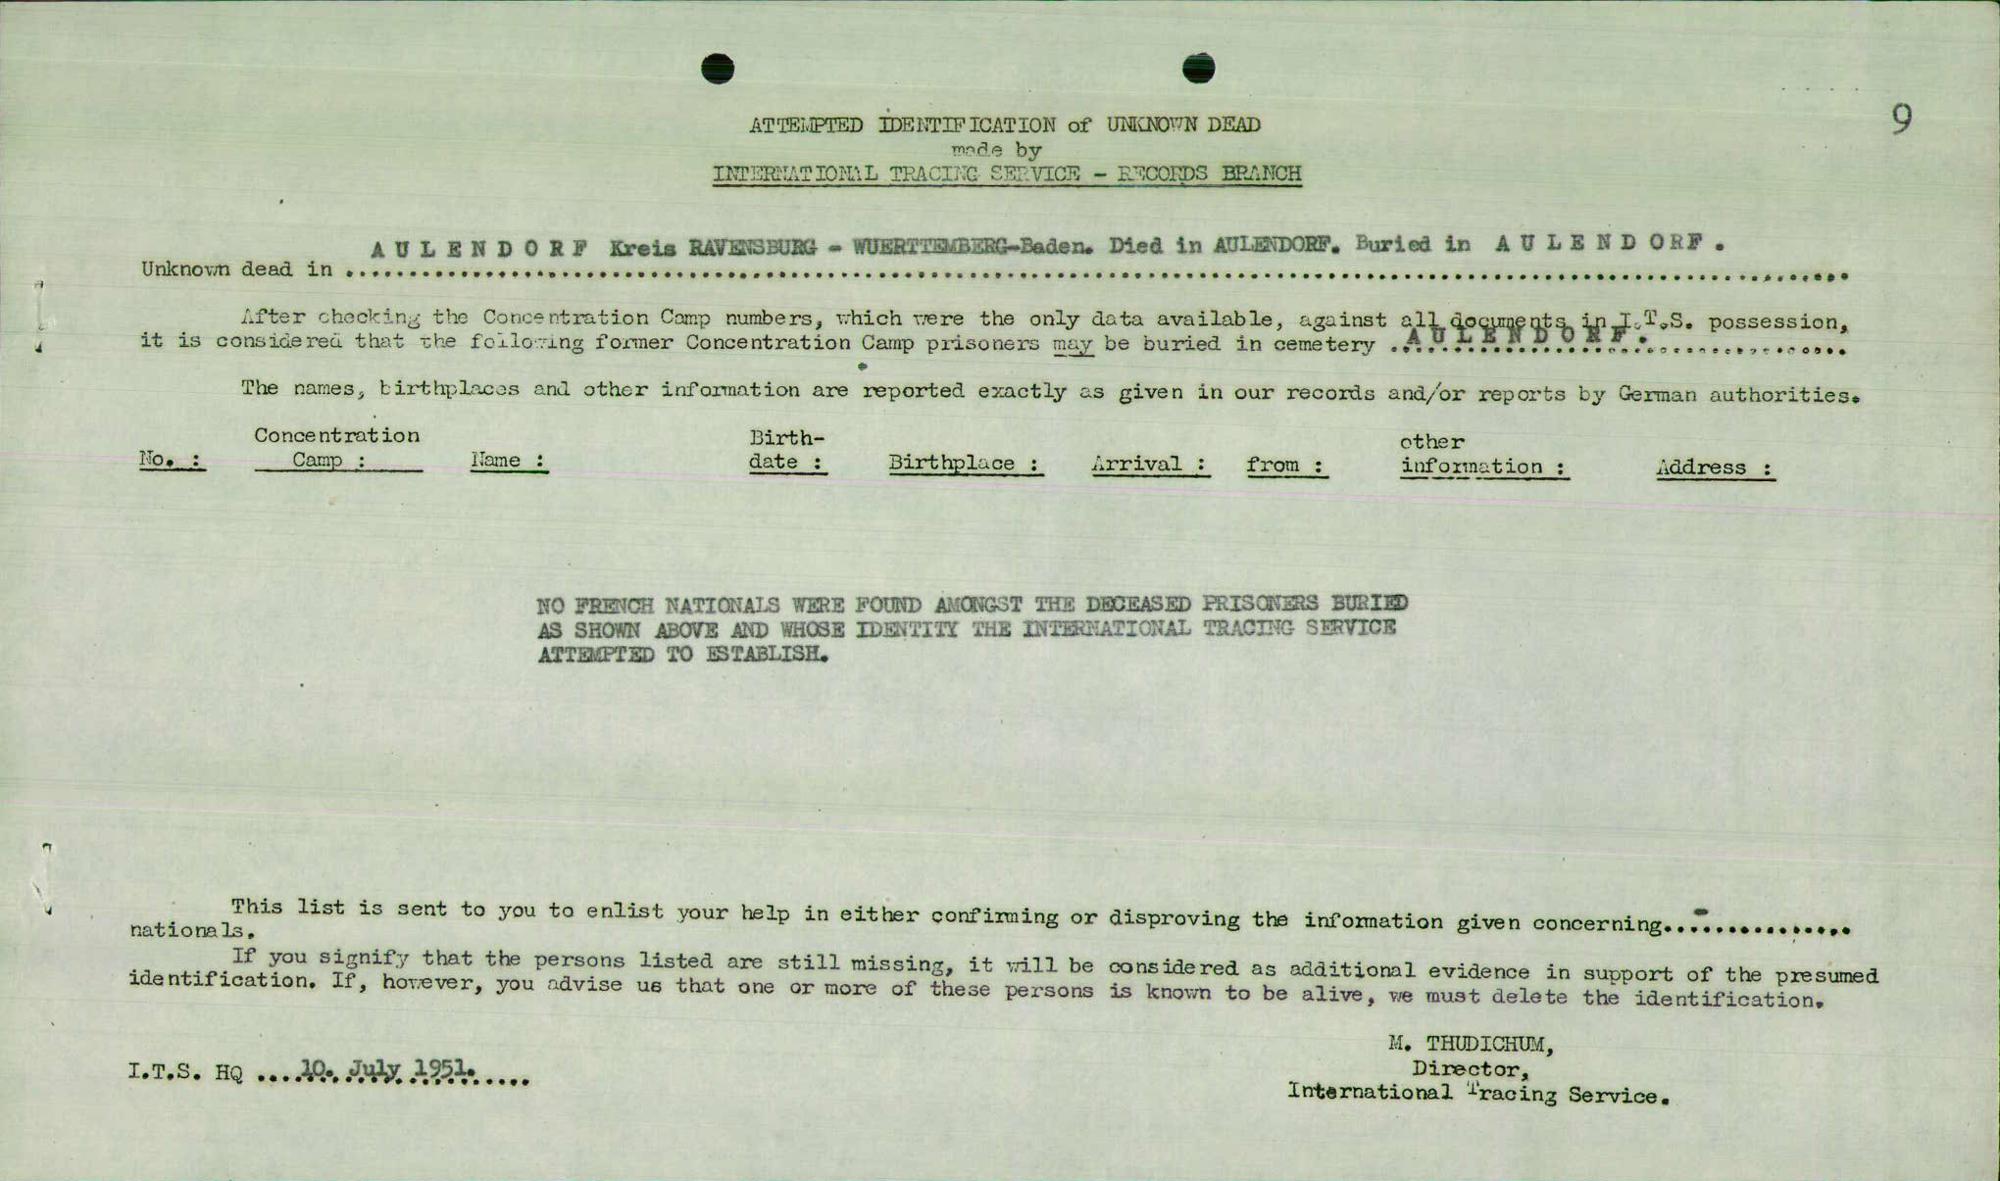 9
ATTEMPTED IDENTIFICATION of UNKNOWN DEAD
made by
INTERNATIONAL TRACING SERVICE - RECORDS BRANCH
A U L E N D O R F Kreis RAVENSBURG - WUERTTEMBERG-Baden. Died in AULENDORF. Buried in A U L E N D O R F .
Unknown dead in ................................................................
After checking the Concentration Camp numbers, which were the only data available, against all documents in I.T.S. possession,
it is considered that the following former Concentration Camp prisoners may be buried in cemetery A U L E N D O R F .
The names, birthplaces and other information are reported exactly as given in our records and/or reports by German authorities.
No. : Concentration Camp : Name : Birth-date : Birthplace : Arrival : from : other information : Address :
NO FRENCH NATIONALS WERE FOUND AMONGST THE DECEASED PRISONERS BURIED
AS SHOWN ABOVE AND WHOSE IDENTITY THE INTERNATIONAL TRACING SERVICE
ATTEMPTED TO ESTABLISH.
This list is sent to you to enlist your help in either confirming or disproving the information given concerning..-.............
nationals.
If you signify that the persons listed are still missing, it will be considered as additional evidence in support of the presumed
identification. If, however, you advise us that one or more of these persons is known to be alive, we must delete the identification.
M. THUDICHUM,
Director,
International Tracing Service.
I.T.S. HQ ....10. July 1951.....